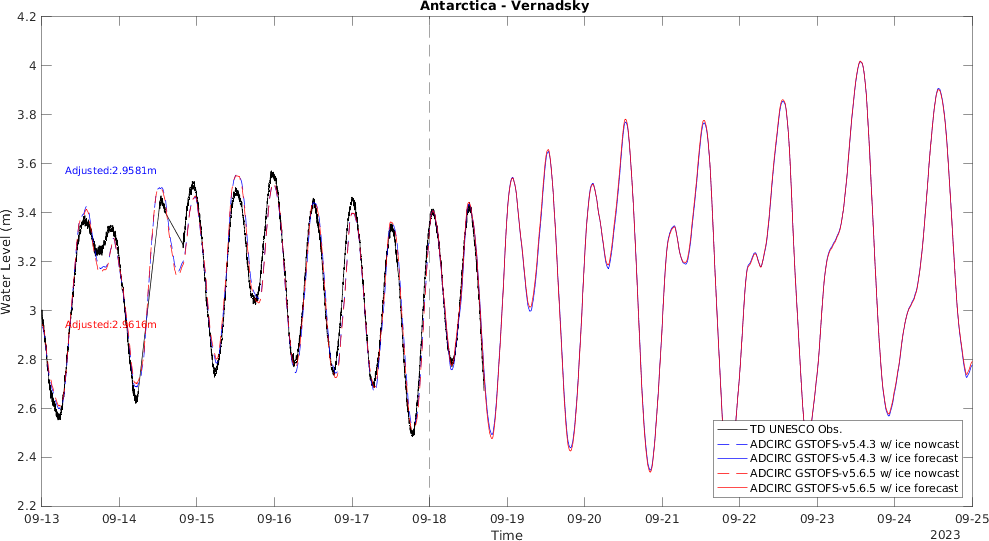 Antarctica - Vernadsky
4.2
4
3.8
3.6
3.4
3.2
3
2.8
2.6
2.4
2.2
Water Level (m)
Adjusted:2.9581m
Adjusted:2.9616m
TD UNESCO Obs.
ADCIRC GSTOFS-v5.4.3 w/ ice nowcast
ADCIRC GSTOFS-v5.4.3 w/ ice forecast
ADCIRC GSTOFS-v5.6.5 w/ ice nowcast
ADCIRC GSTOFS-v5.6.5 w/ ice forecast
09-13 09-14 09-15 09-16 09-17 09-18 09-19 09-20 09-21 09-22 09-23 09-24 09-25
Time
2023